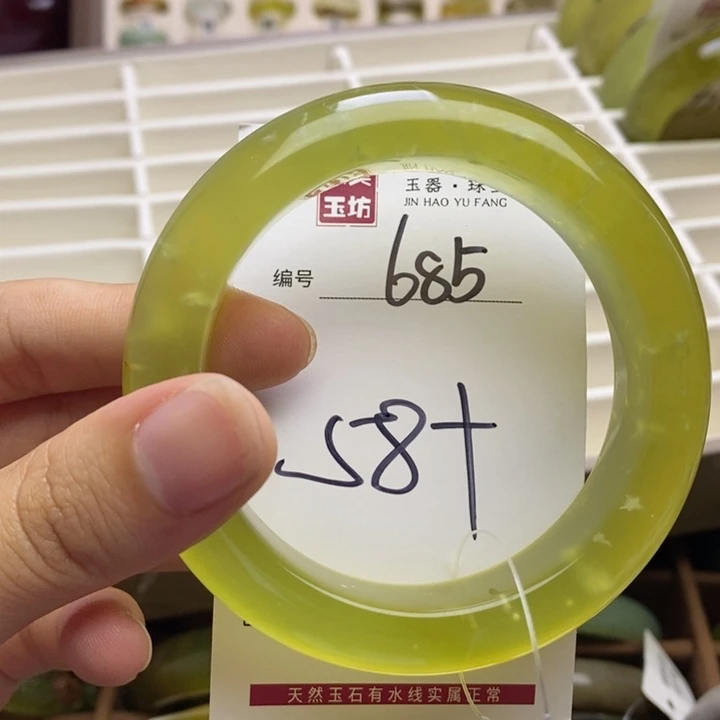 玉坊
玉器·珠
JIN HAO YU FANG
编号 685
58+
天然玉石有水线实属正常